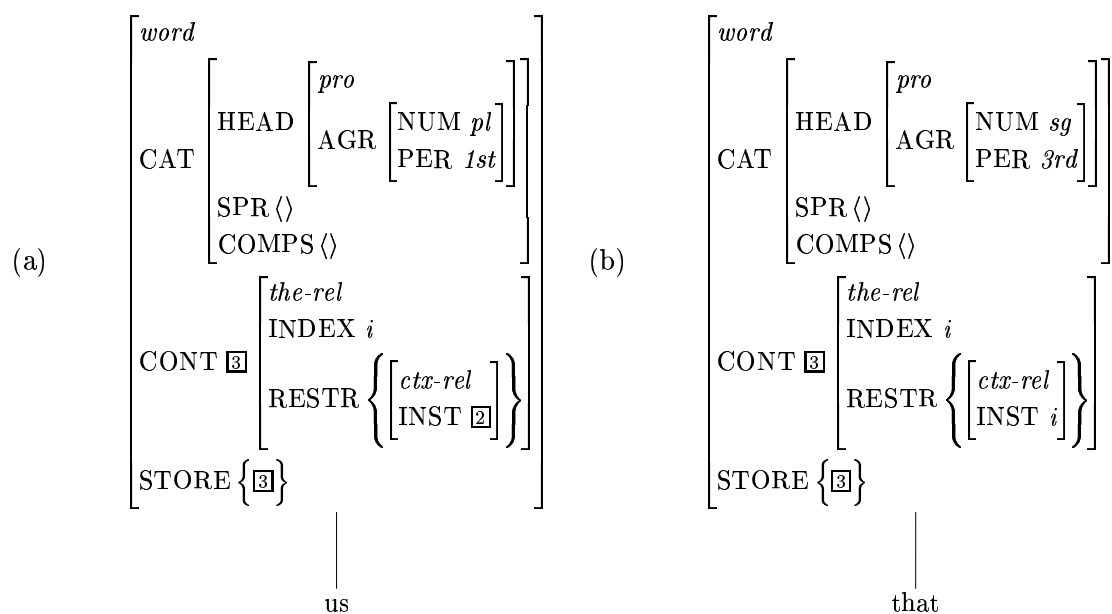 word
HEAD
pro
AGR
NUM pl
PER 1st
CAT
SPR ⟨⟩
COMPS ⟨⟩
(a)
the-rel
INDEX i
CONT 3
RESTR
ctx-rel
INST 2
STORE {3}
us
word
HEAD
pro
AGR
NUM sg
PER 3rd
CAT
SPR ⟨⟩
COMPS ⟨⟩
(b)
the-rel
INDEX i
CONT 3
RESTR
ctx-rel
INST i
STORE {3}
that